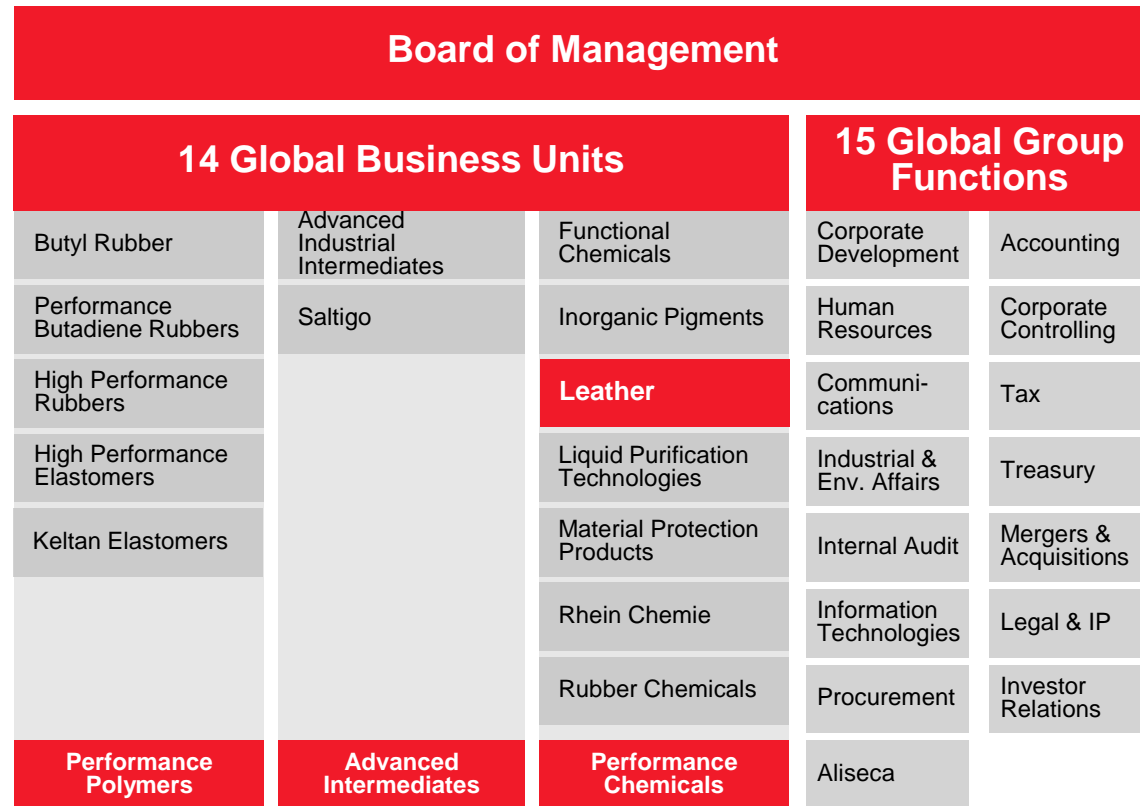 Board of Management
14 Global Business Units
15 Global Group
Functions
Butyl Rubber
Performance
Butadiene Rubbers
High Performance
Rubbers
High Performance
Elastomers
Keltan Elastomers
Performance
Polymers
Advanced
Industrial
Intermediates
Saltigo
Advanced
Intermediates
Functional
Chemicals
Inorganic Pigments
Leather
Liquid Purification
Technologies
Material Protection
Products
Rhein Chemie
Rubber Chemicals
Performance
Chemicals
Corporate
Development
Human
Resources
Communi-
cations
Industrial &
Env. Affairs
Internal Audit
Information
Technologies
Procurement
Aliseca
Accounting
Corporate
Controlling
Tax
Treasury
Mergers &
Acquisitions
Legal & IP
Investor
Relations